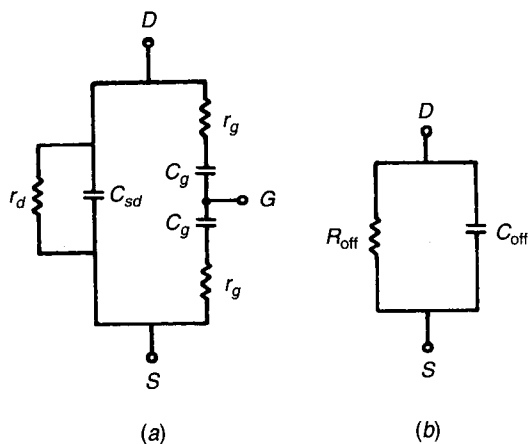 D
r_g
C_g
r_d
C_sd
G
C_g
r_g
S
(a)
D
R_off
C_off
S
(b)